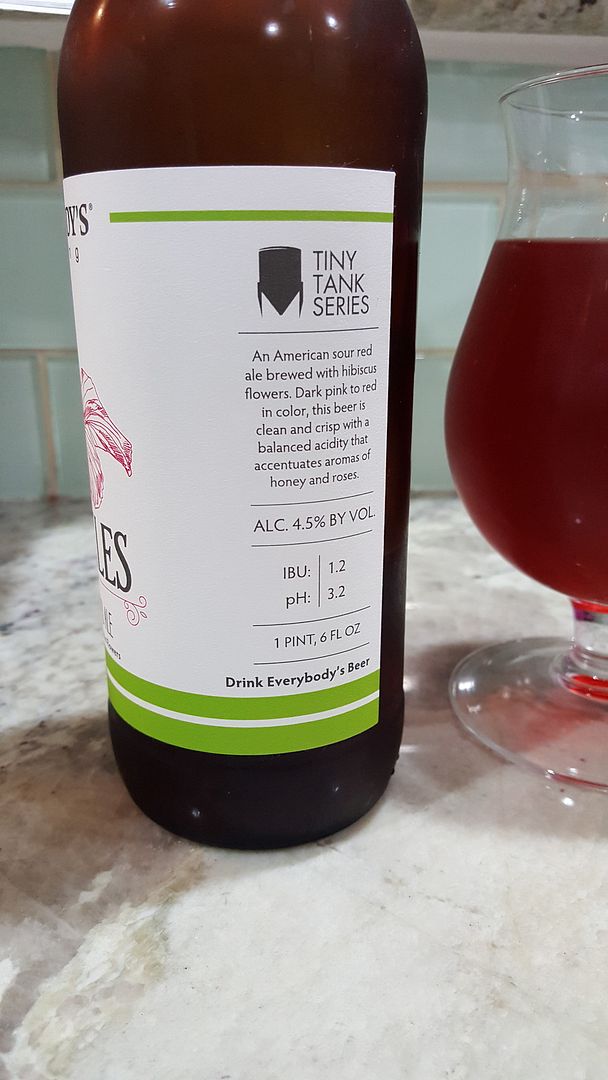 DY'S®
TINY
TANK
SERIES
An American sour red
ale brewed with hibiscus
flowers. Dark pink to red
in color, this beer is
clean and crisp with a
balanced acidity that
accentuates aromas of
honey and roses.
ALC. 4.5% BY VOL.
IBU: 1.2
pH: 3.2
1 PINT, 6 FL OZ
Drink Everybody's Beer
LES